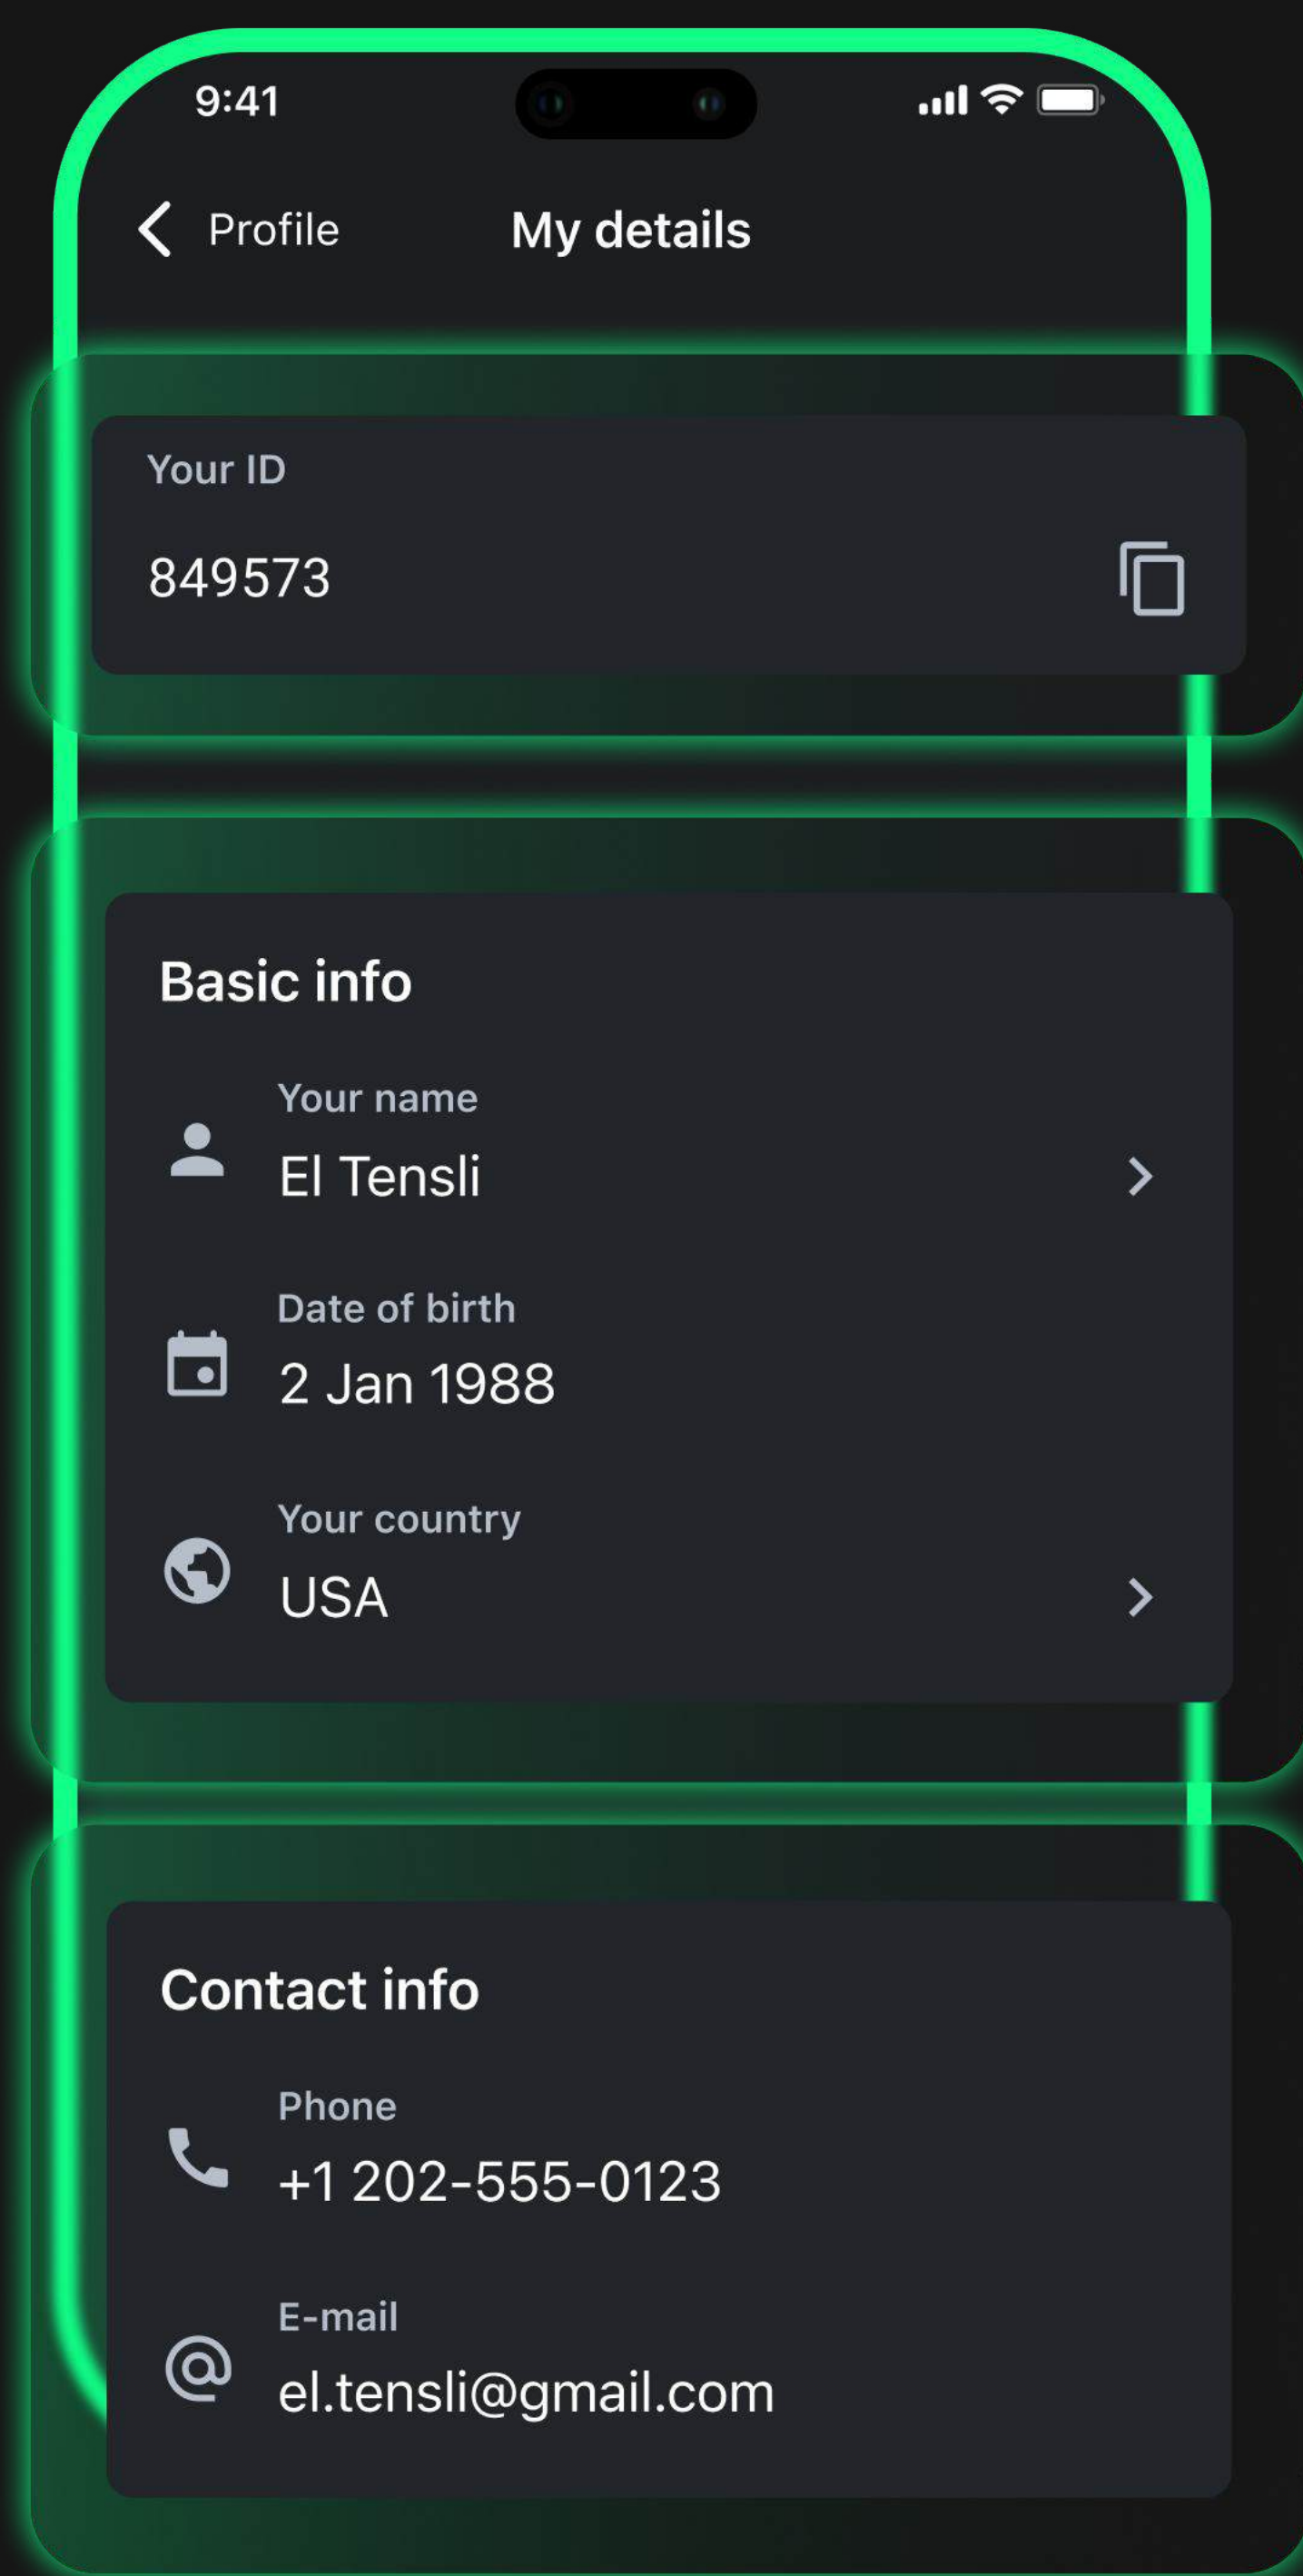 9:41
Profile
My details
Your ID
849573
Basic info
Your name
El Tensli
Date of birth
2 Jan 1988
Your country
USA
Contact info
Phone
+1 202-555-0123
E-mail
el.tensli@gmail.com